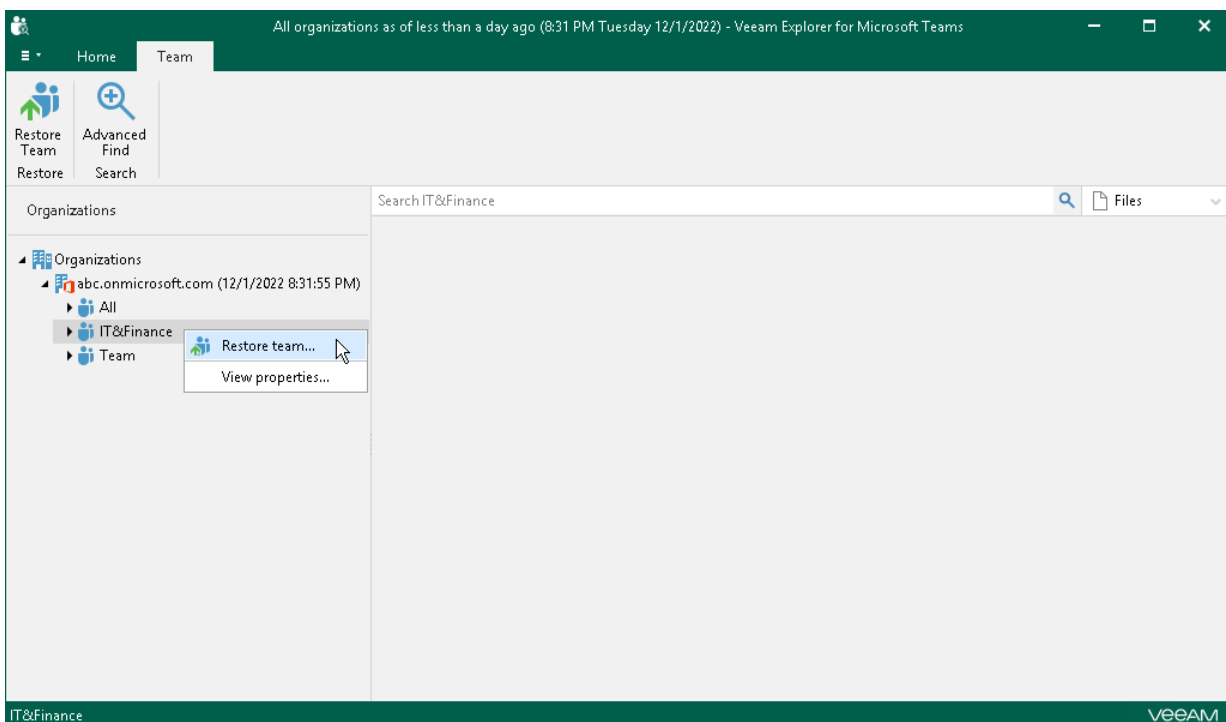 All organizations as of less than a day ago (8:31 PM Tuesday 12/1/2022) - Veeam Explorer for Microsoft Teams
Home Team
Restore Team
Advanced Find
Restore Search
Organizations
Search IT&Finance
Files
Organizations
abc.onmicrosoft.com (12/1/2022 8:31:55 PM)
All
IT&Finance
Restore team...
Team
View properties...
IT&Finance
veeam